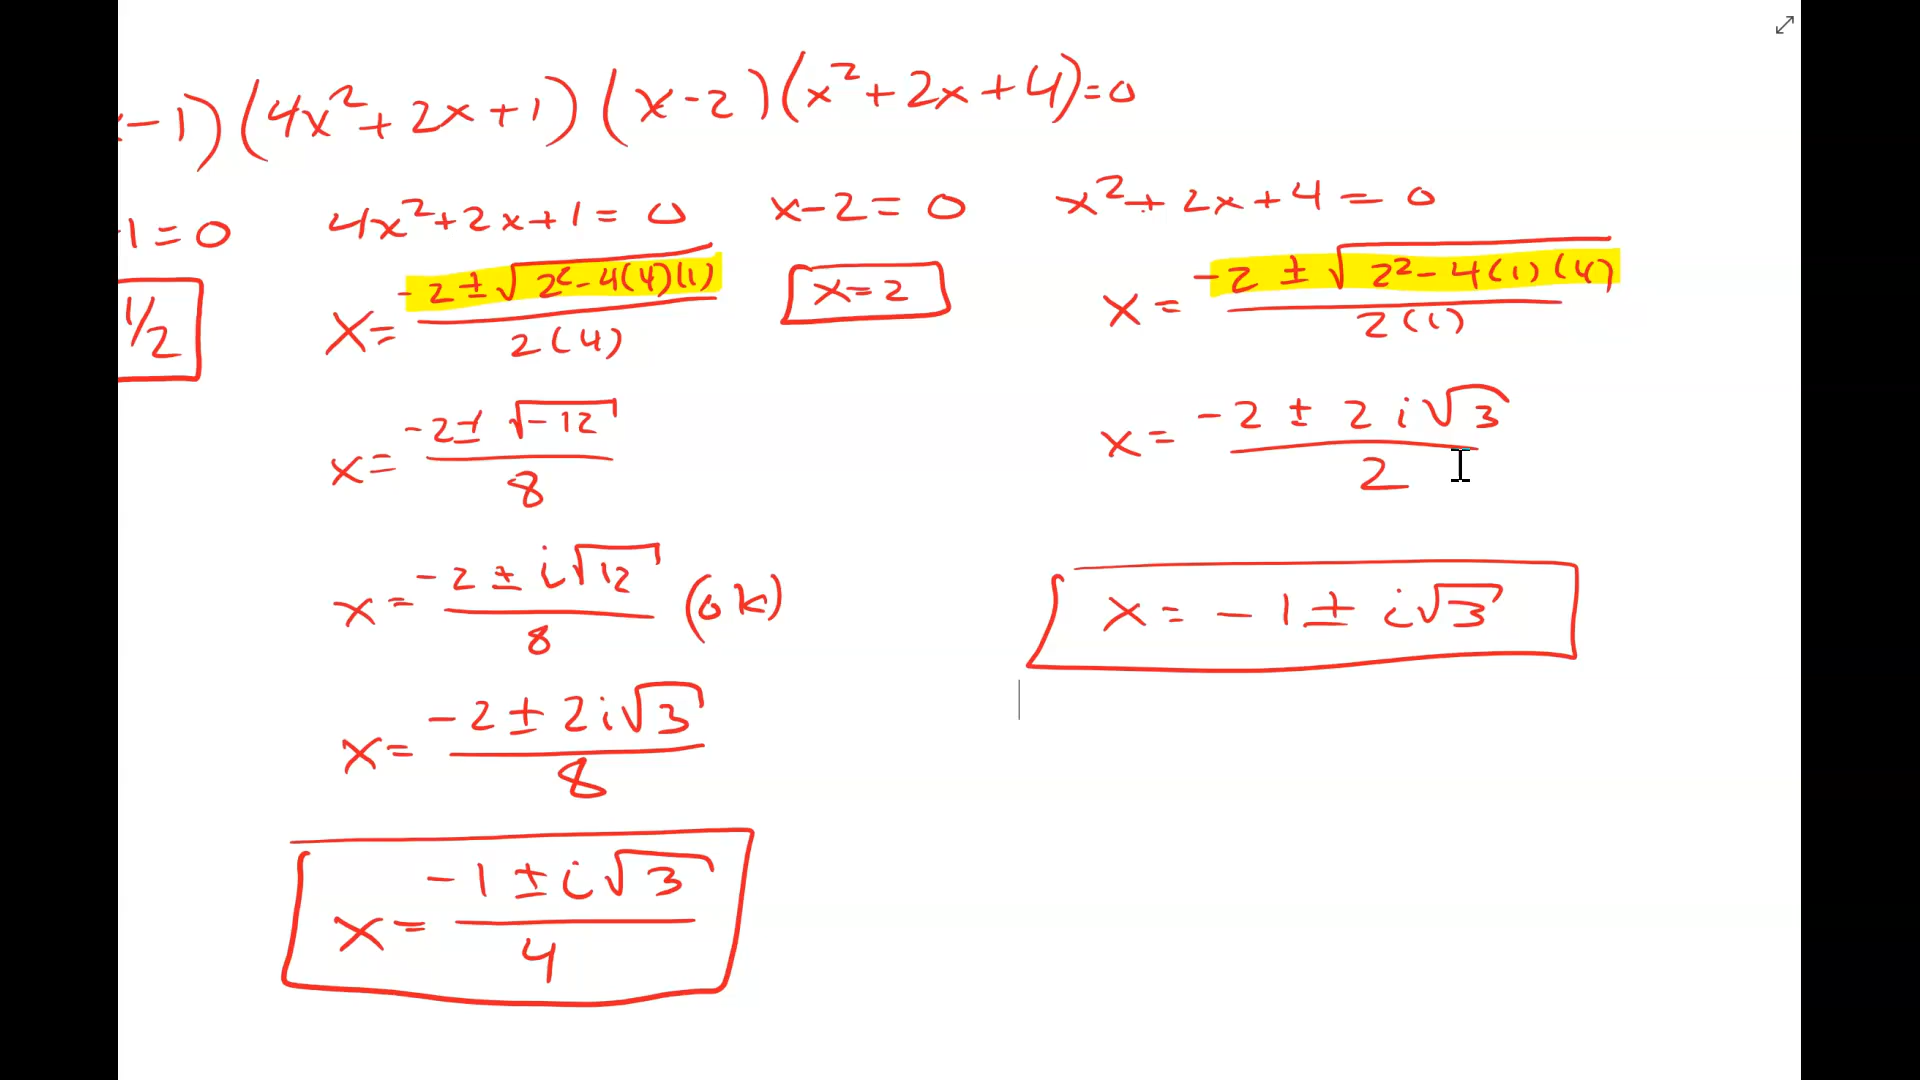 -1)(4x²+2x+1)(x-2)(x²+2x+4)=0
-1=0
1/2
4x²+2x+1=0
x=(-2±√(2²-4(4)(1)))/(2(4))
x=(-2±√(-12))/8
x=(-2±i√12)/8 (ok)
x=(-2±2i√3)/8
x=(-1±i√3)/4
x-2=0
x=2
x²+2x+4=0
x=(-2±√(2²-4(1)(4)))/(2(1))
x=(-2±2i√3)/2
x=-1±i√3